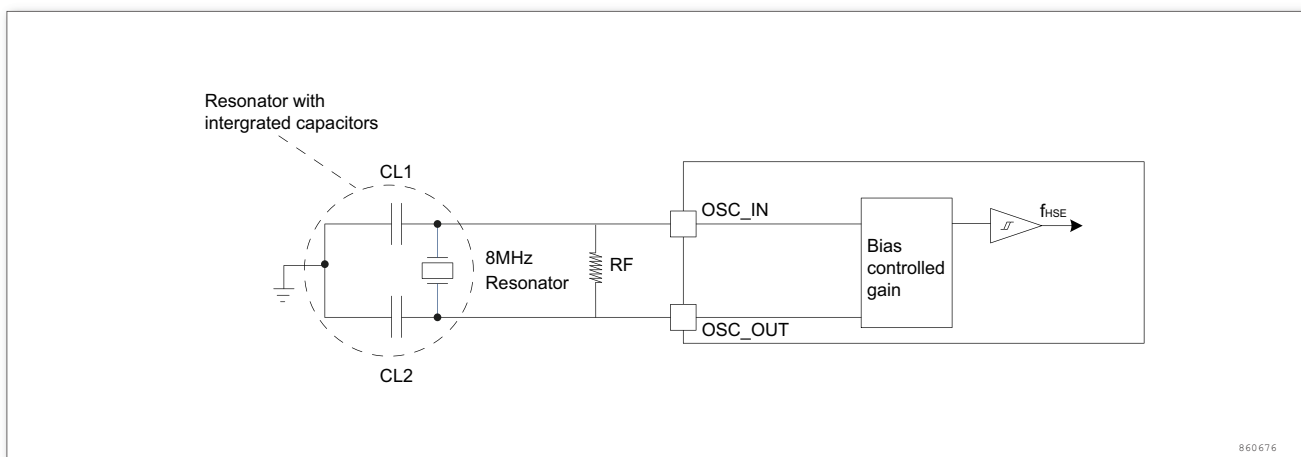 Resonator with
intergrated capacitors
CL1
OSC_IN
fHSE
8MHz
Resonator
RF
Bias
controlled
gain
OSC_OUT
CL2
860676